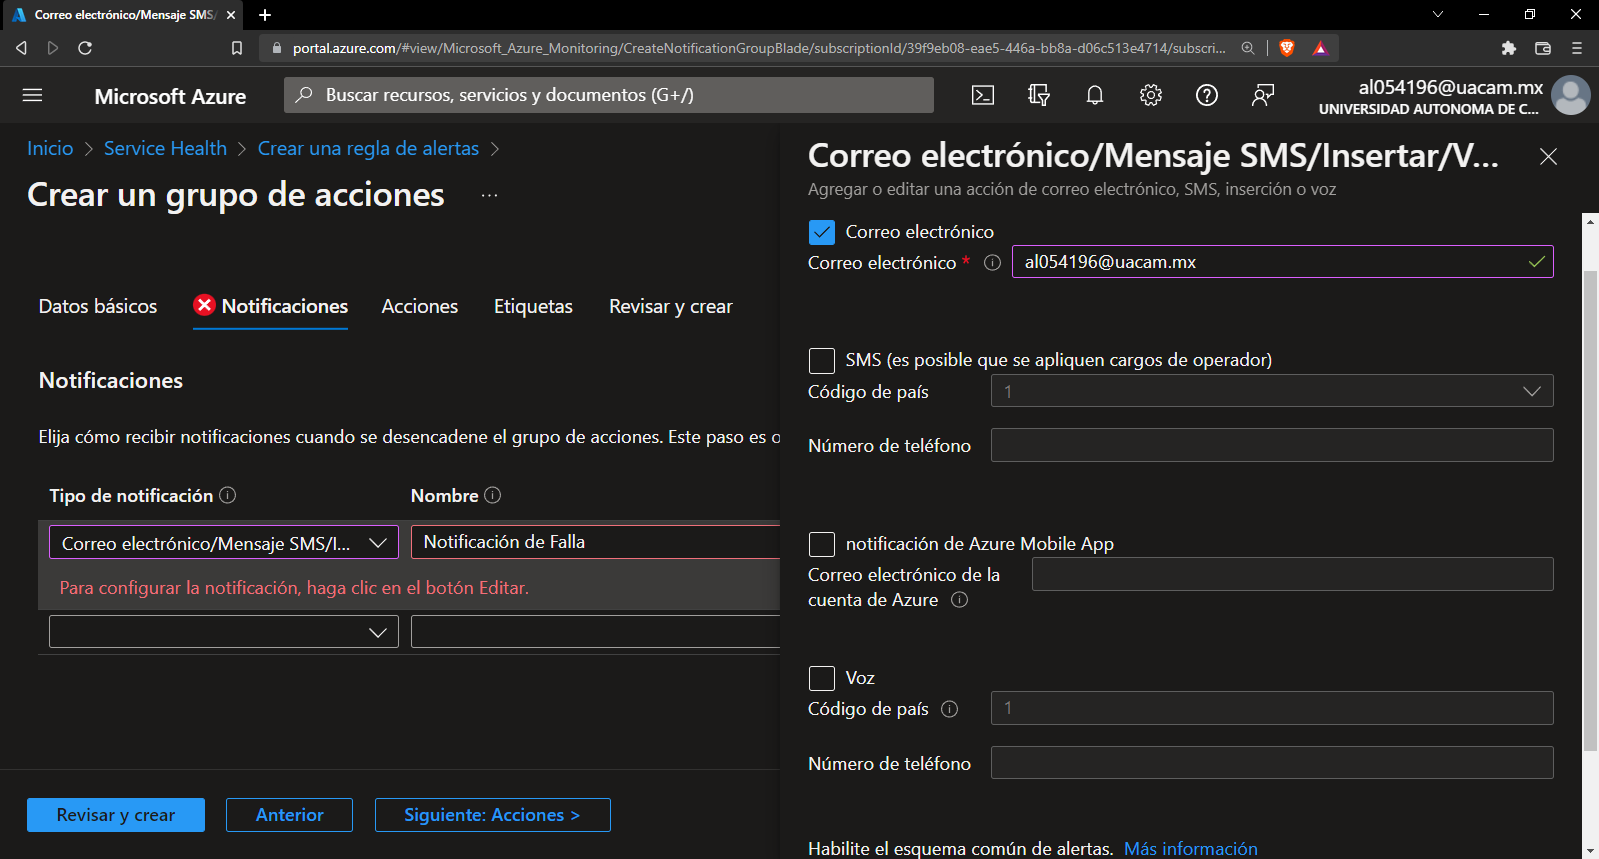 Correo electrónico/Mensaje SMS/
portal.azure.com/#view/Microsoft_Azure_Monitoring/CreateNotificationGroupBlade/subscriptionId/39f9eb08-eae5-446a-bb8a-d06c513e4714/subscri...
Microsoft Azure
Buscar recursos, servicios y documentos (G+/)
al054196@uacam.mx
UNIVERSIDAD AUTONOMA DE C...
Inicio > Service Health > Crear una regla de alertas >
Crear un grupo de acciones ...
Datos básicos
Notificaciones
Acciones
Etiquetas
Revisar y crear
Notificaciones
Elija cómo recibir notificaciones cuando se desencadene el grupo de acciones. Este paso es o
Tipo de notificación
Nombre
Correo electrónico/Mensaje SMS/I...
Notificación de Falla
Para configurar la notificación, haga clic en el botón Editar.
Revisar y crear
Anterior
Siguiente: Acciones >
Correo electrónico/Mensaje SMS/Insertar/V...
Agregar o editar una acción de correo electrónico, SMS, inserción o voz
Correo electrónico
Correo electrónico *
al054196@uacam.mx
SMS (es posible que se apliquen cargos de operador)
Código de país
1
Número de teléfono
notificación de Azure Mobile App
Correo electrónico de la
cuenta de Azure
Voz
Código de país
1
Número de teléfono
Habilite el esquema común de alertas. Más información